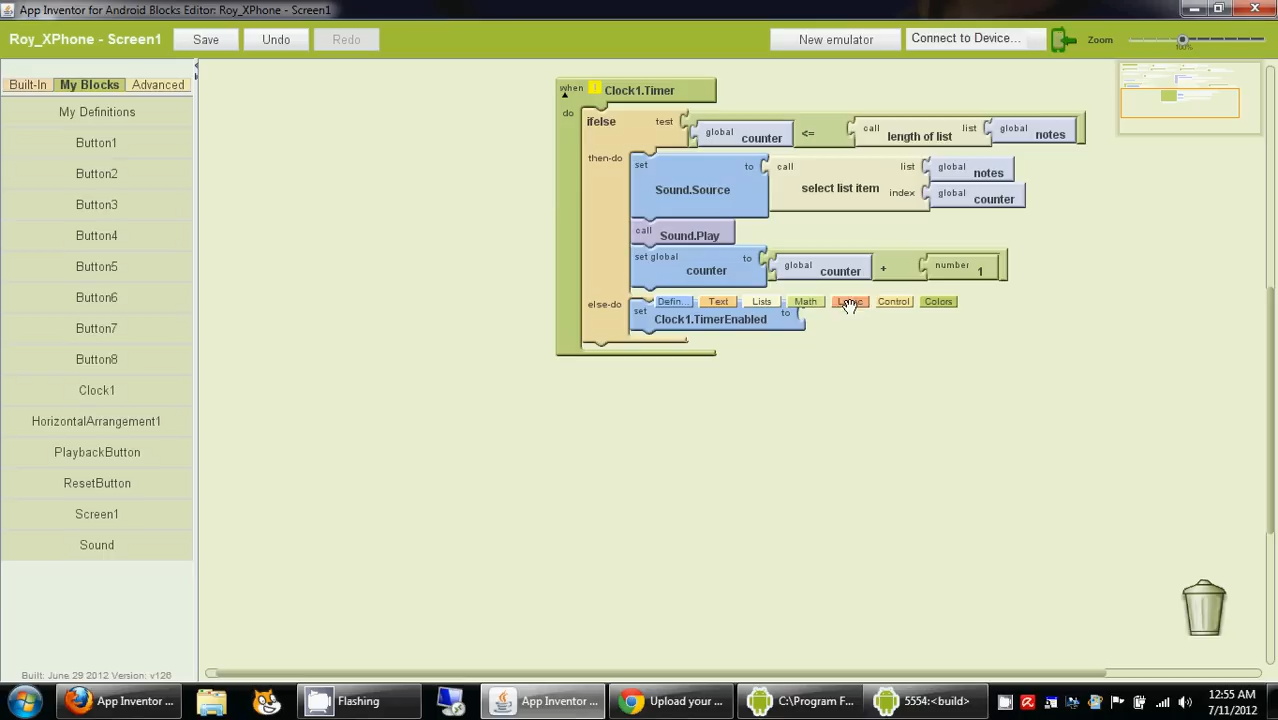 App Inventor for Android Blocks Editor: Roy_XPhone - Screen1
Roy_XPhone - Screen1
Save
Undo
Redo
New emulator
Connect to Device...
Zoom
100%
Built-In
My Blocks
Advanced
My Definitions
Button1
Button2
Button3
Button4
Button5
Button6
Button7
Button8
Clock1
HorizontalArrangement1
PlaybackButton
ResetButton
Screen1
Sound
Built: June 29 2012 Version: v126
when ! Clock1.Timer
do
ifelse test global counter <= call length of list list global notes
then-do
set Sound.Source to call select list item list global notes
index global counter
call Sound.Play
set global counter to global counter + number 1
else-do
Defin... Text Lists Math Control Colors
set Clock1.TimerEnabled to
App Inventor ...
Flashing
App Inventor ...
Upload your ...
C:\Program F...
5554:<build>
12:55 AM
7/11/2012